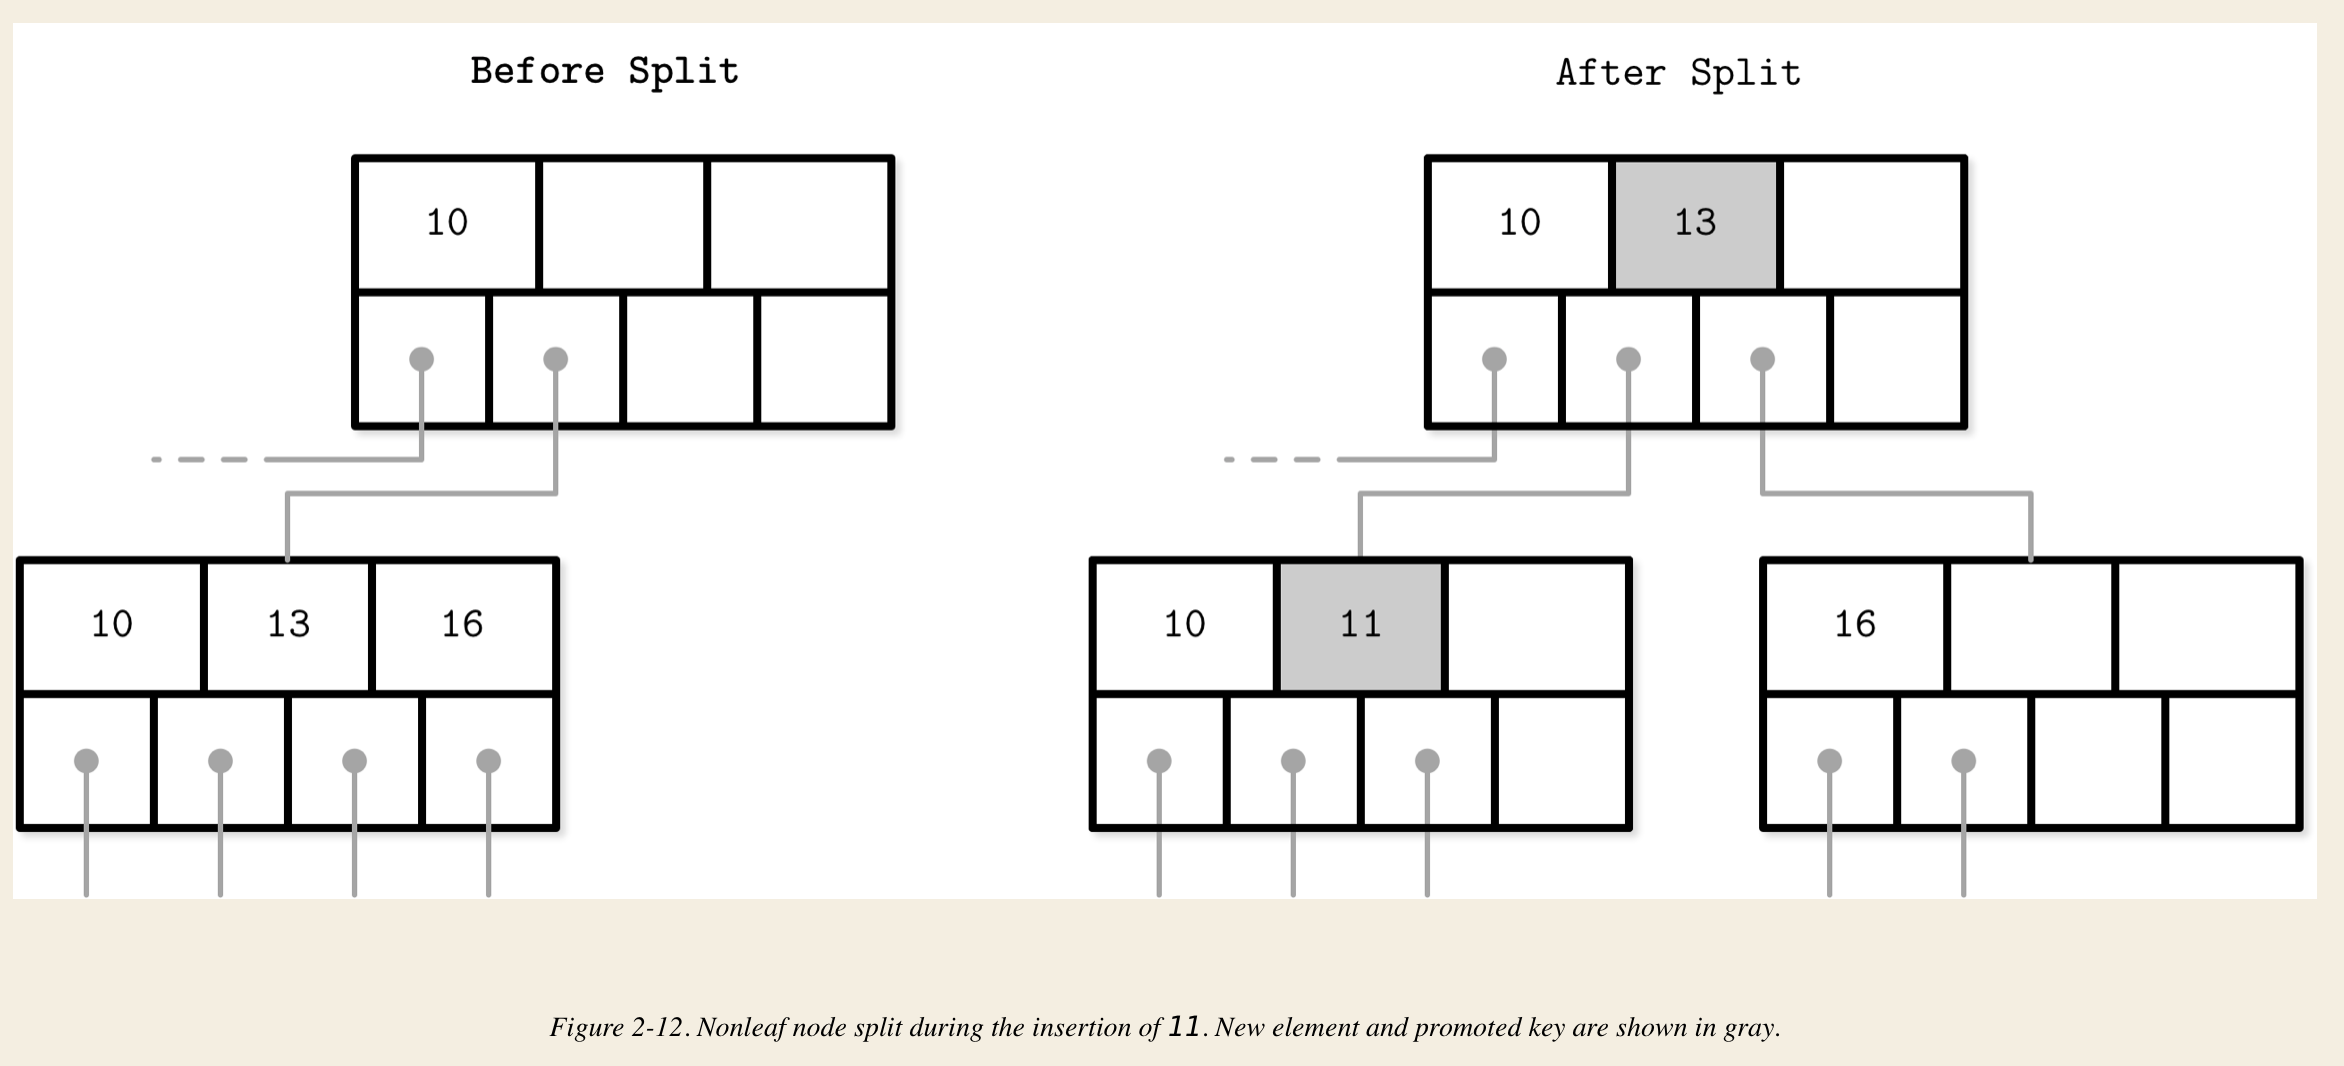 Before Split
After Split
10
10 13
10 13 16
10 11
16
Figure 2-12. Nonleaf node split during the insertion of 11. New element and promoted key are shown in gray.